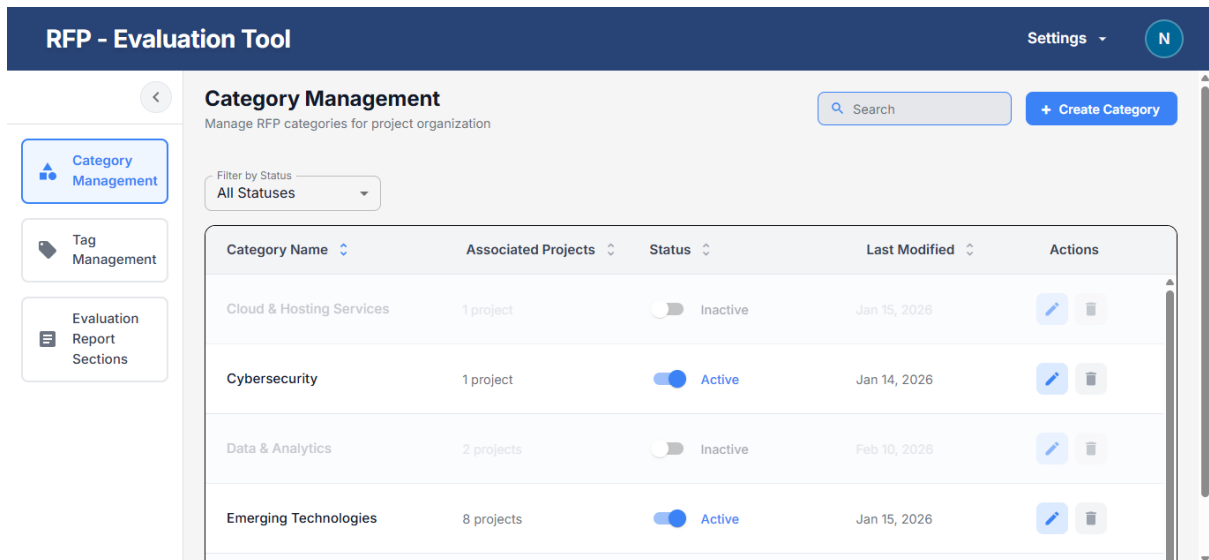 RFP - Evaluation Tool
Settings
N
Category Management
Manage RFP categories for project organization
Search
+ Create Category
Category
Management
Tag
Management
Evaluation
Report
Sections
Filter by Status
All Statuses
Category Name Associated Projects Status Last Modified Actions
Cloud & Hosting Services 1 project Inactive Jan 15, 2026
Cybersecurity 1 project Active Jan 14, 2026
Data & Analytics 2 projects Inactive Feb 10, 2026
Emerging Technologies 8 projects Active Jan 15, 2026